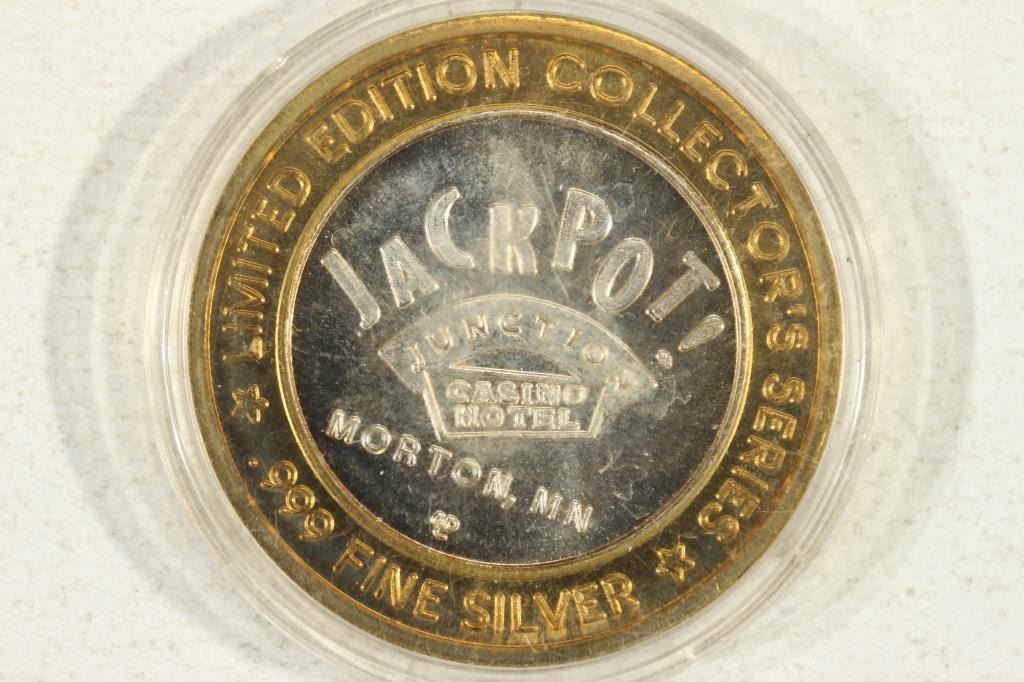 LIMITED EDITION COLLECTOR'S SERIES
JACKPOT!
JUNCTION
CASINO
HOTEL
MORTON, MN
.999 FINE SILVER